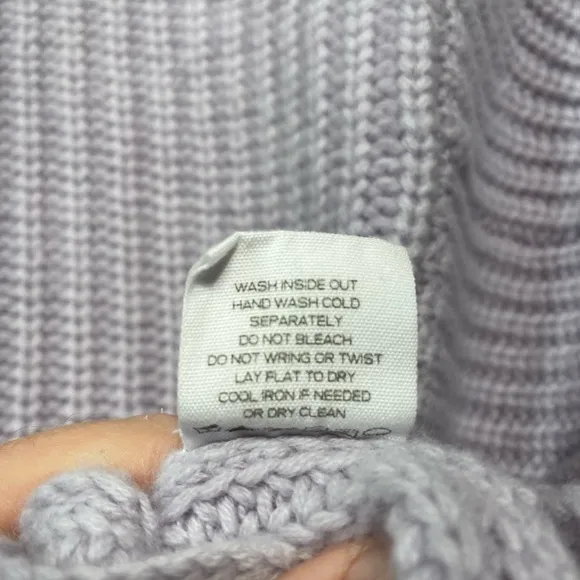 WASH INSIDE OUT
HAND WASH COLD
SEPARATELY
DO NOT BLEACH
DO NOT WRING OR TWIST
LAY FLAT TO DRY
COOL IRON IF NEEDED
OR DRY CLEAN